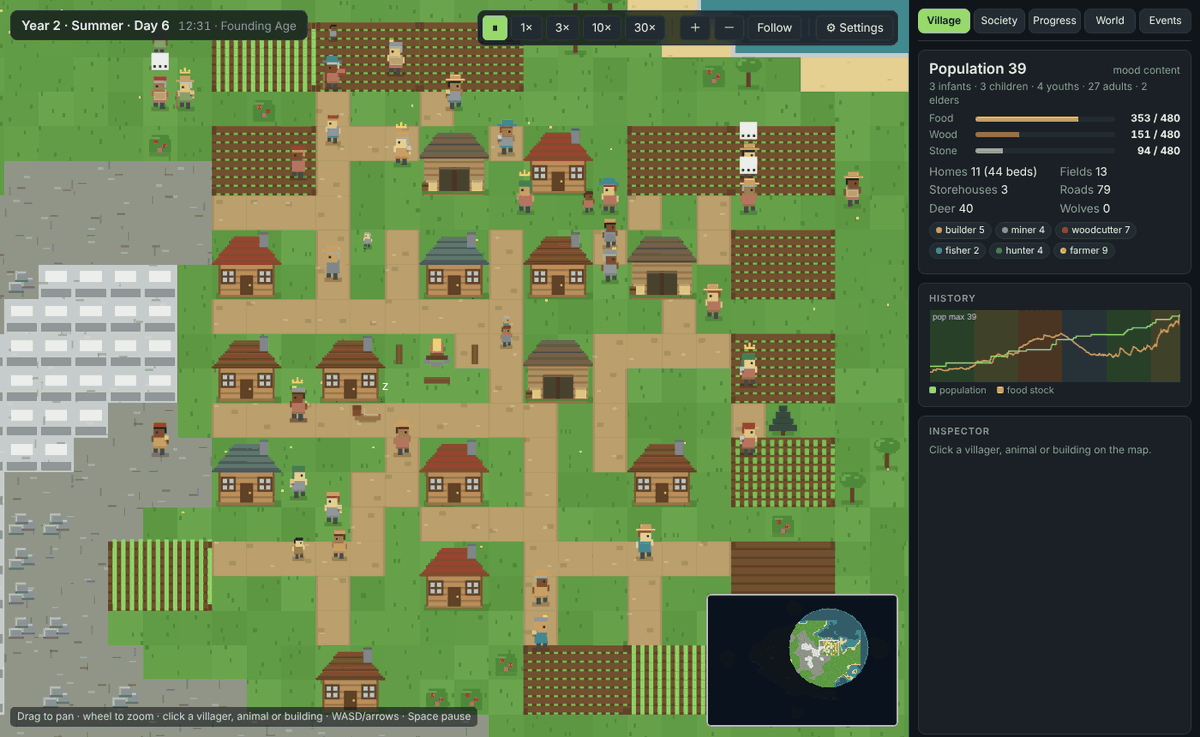 Year 2 · Summer · Day 6 12:31 · Founding Age
1× 3× 10× 30× + − Follow ⚙ Settings
Village Society Progress World Events
Population 39 mood content
3 infants · 3 children · 4 youths · 27 adults · 2
elders
Food 353 / 480
Wood 151 / 480
Stone 94 / 480
Homes 11 (44 beds) Fields 13
Storehouses 3 Roads 79
Deer 40 Wolves 0
builder 5 miner 4 woodcutter 7
fisher 2 hunter 4 farmer 9
HISTORY
pop max 39
population food stock
INSPECTOR
Click a villager, animal or building on the map.
z
Drag to pan · wheel to zoom · click a villager, animal or building · WASD/arrows · Space pause